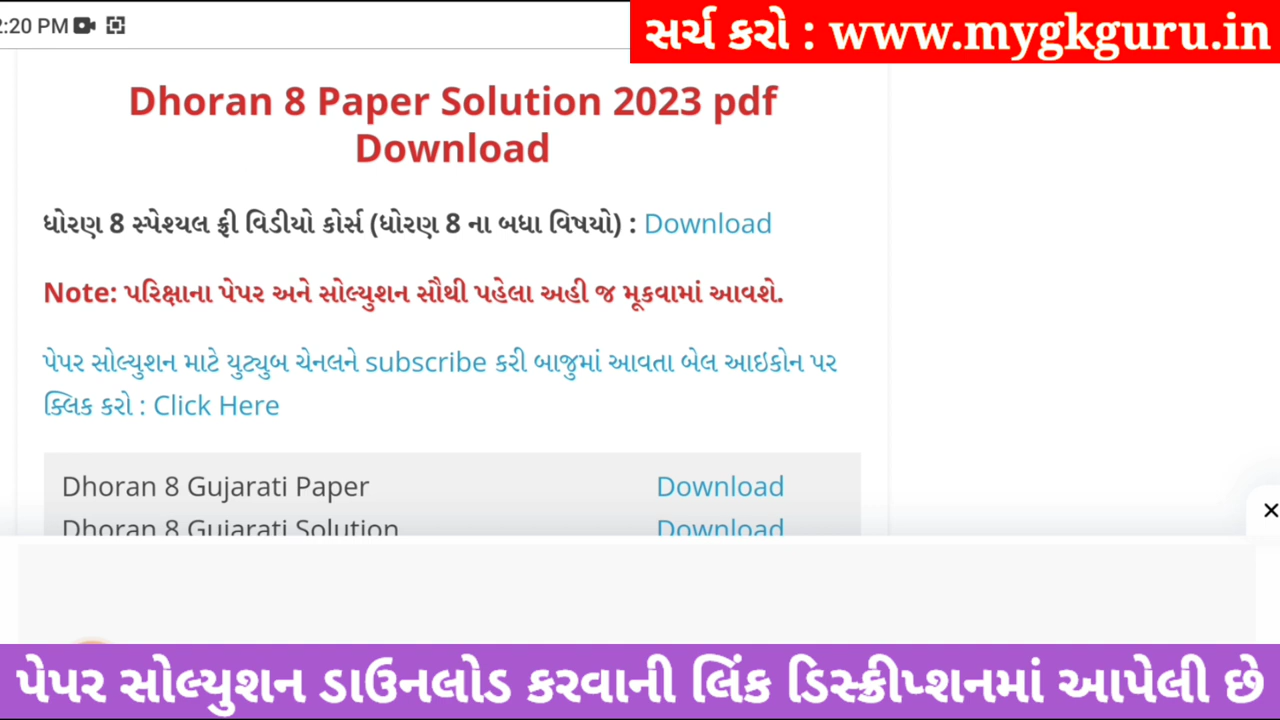 2:20 PM
સર્ચ કરો : www.mygkguru.in
Dhoran 8 Paper Solution 2023 pdf
Download
ધોરણ 8 સ્પેશ્યલ ફ્રી વિડીયો કોર્સ (ધોરણ 8 ના બધા વિષયો) : Download
Note: પરિક્ષાના પેપર અને સોલ્યુશન સૌથી પહેલા અહી જ મૂકવામાં આવશે.
પેપર સોલ્યુશન માટે યુટ્યુબ ચેનલને subscribe કરી બાજુમાં આવતા બેલ આઇકોન પર
ક્લિક કરો : Click Here
Dhoran 8 Gujarati Paper Download
Dhoran 8 Gujarati Solution Download
પેપર સોલ્યુશન ડાઉનલોડ કરવાની લિંક ડિસ્ક્રીપ્શનમાં આપેલી છે